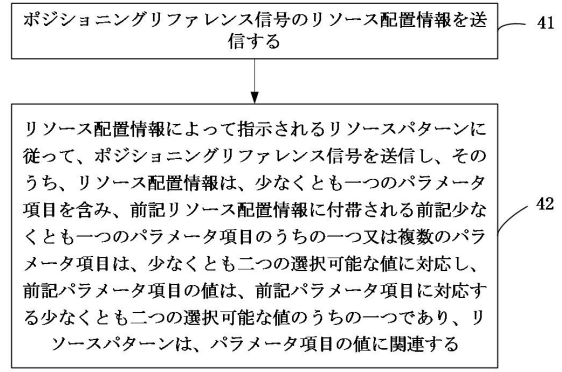 ポジショニングリファレンス信号のリソース配置情報を送
信する
41
リソース配置情報によって指示されるリソースパターンに
従って、ポジショニングリファレンス信号を送信し、その
うち、リソース配置情報は、少なくとも一つのパラメータ
項目を含み、前記リソース配置情報に付帯される前記少な
くとも一つのパラメータ項目のうちの一つ又は複数のパラ
メータ項目は、少なくとも二つの選択可能な値に対応し、
前記パラメータ項目の値は、前記パラメータ項目に対応す
る少なくとも二つの選択可能な値のうちの一つであり、リ
ソースパターンは、パラメータ項目の値に関連する
42